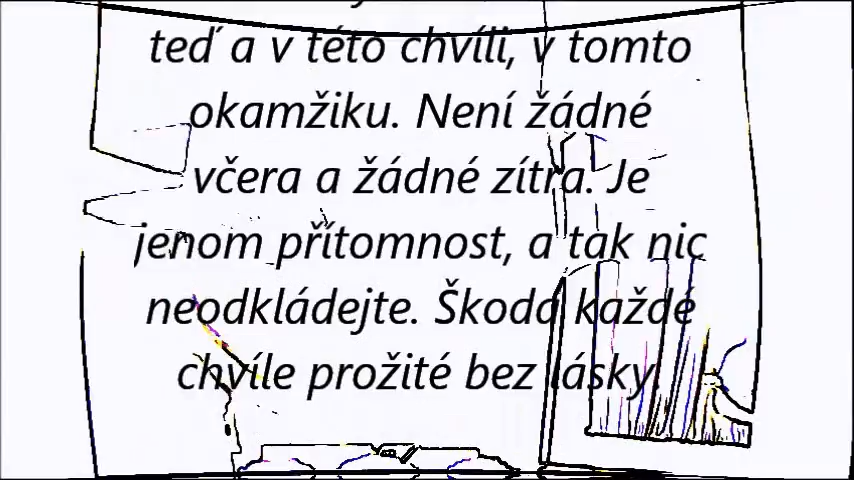 teď a v této chvíli, v tomto
okamžiku. Není žádné
včera a žádné zítra. Je
jenom přítomnost, a tak nic
neodkládejte. Škoda každé
chvíle prožité bez lásky